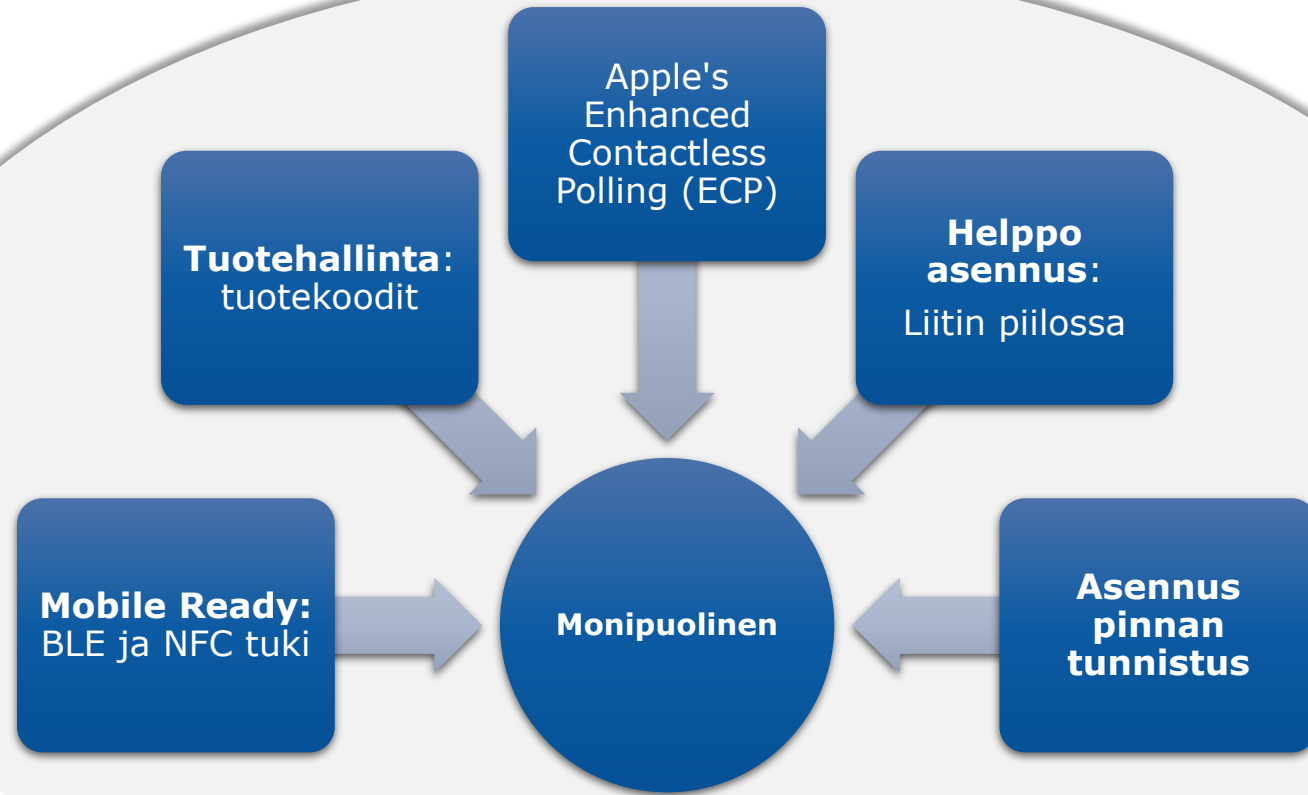 Apple's
Enhanced
Contactless
Polling (ECP)
Tuotehallinta:
tuotekoodit
Helppo
asennus:
Liitin piilossa
Mobile Ready:
BLE ja NFC tuki
Monipuolinen
Asennus
pinnan
tunnistus